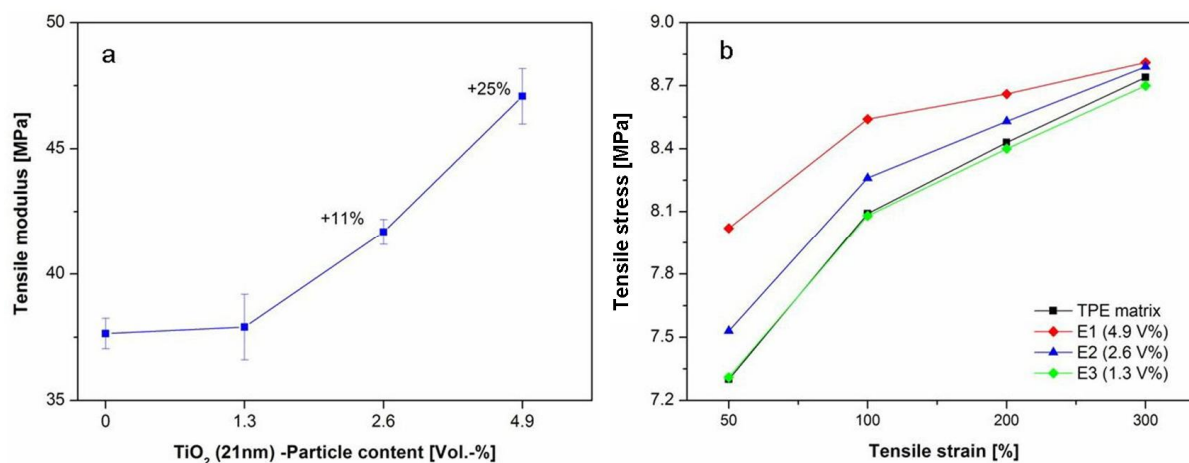 a
50
45
40
35
Tensile modulus [MPa]
+11%
+25%
0 1.3 2.6 4.9
TiO₂ (21nm) -Particle content [Vol.-%]
b
9.0
8.7
8.4
8.1
7.8
7.5
7.2
Tensile stress [MPa]
TPE matrix
E1 (4.9 V%)
E2 (2.6 V%)
E3 (1.3 V%)
50 100 200 300
Tensile strain [%]